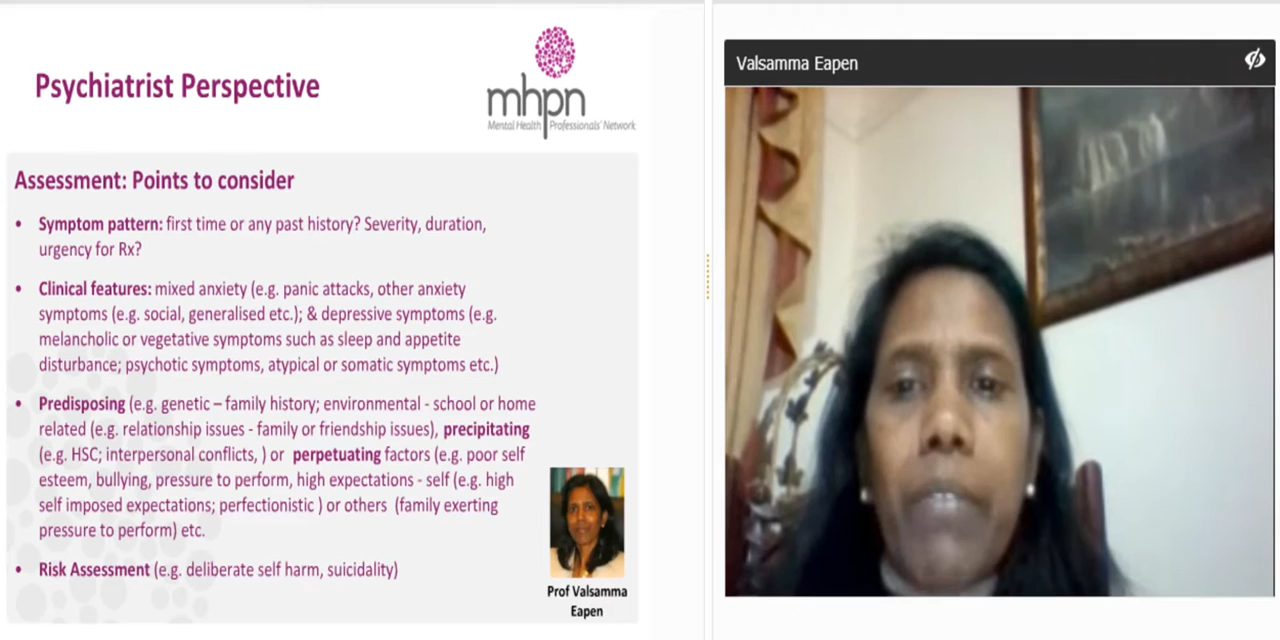 Psychiatrist Perspective
mhpn
Mental Health Professionals' Network
Assessment: Points to consider
• Symptom pattern: first time or any past history? Severity, duration,
urgency for Rx?
• Clinical features: mixed anxiety (e.g. panic attacks, other anxiety
symptoms (e.g. social, generalised etc.); & depressive symptoms (e.g.
melancholic or vegetative symptoms such as sleep and appetite
disturbance; psychotic symptoms, atypical or somatic symptoms etc.)
• Predisposing (e.g. genetic – family history; environmental - school or home
related (e.g. relationship issues - family or friendship issues), precipitating
(e.g. HSC; interpersonal conflicts, ) or perpetuating factors (e.g. poor self
esteem, bullying, pressure to perform, high expectations - self (e.g. high
self imposed expectations; perfectionistic ) or others (family exerting
pressure to perform) etc.
• Risk Assessment (e.g. deliberate self harm, suicidality)
Prof Valsamma
Eapen
Valsamma Eapen